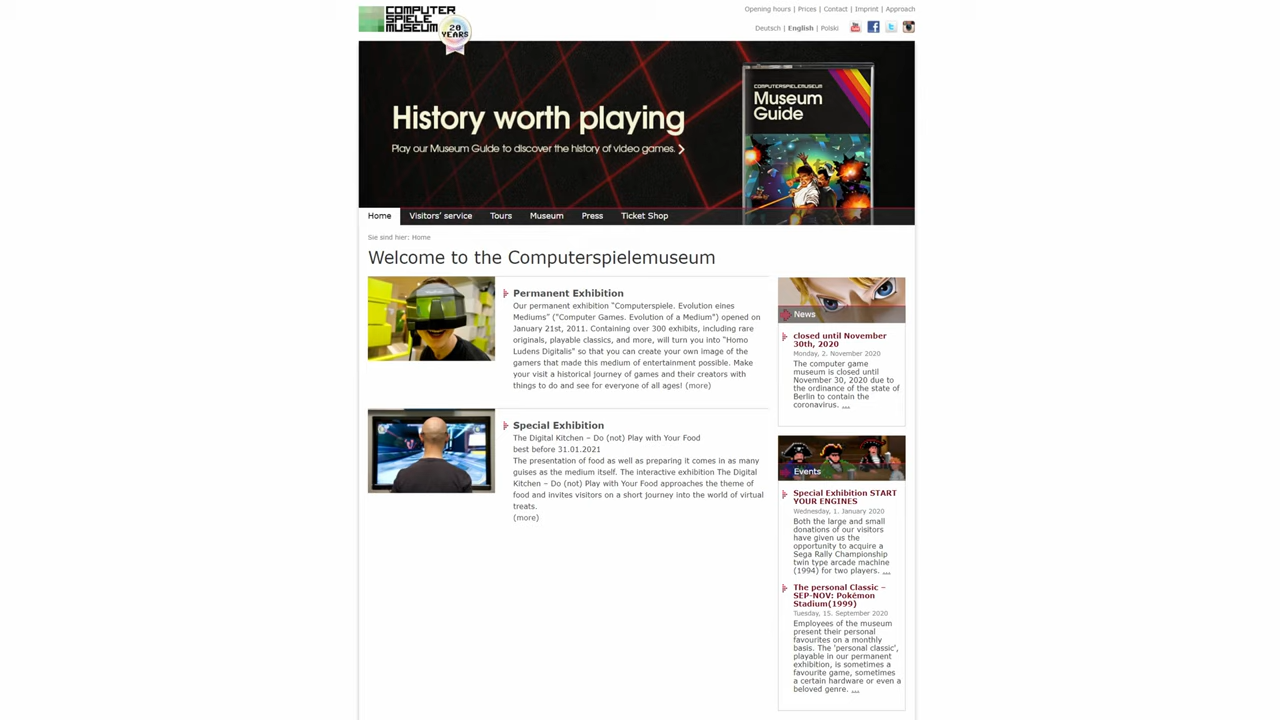 COMPUTER
SPIELE
MUSEUM
20
YEARS
Opening hours | Prices | Contact | Imprint | Approach
Deutsch | English | Polski
History worth playing
Play our Museum Guide to discover the history of video games.
COMPUTERSPIELEMUSEUM
Museum
Guide
Home Visitors' service Tours Museum Press Ticket Shop
Sie sind hier: Home
Welcome to the Computerspielemuseum
Permanent Exhibition
Our permanent exhibition "Computerspiele. Evolution eines
Mediums" ("Computer Games. Evolution of a Medium") opened on
January 21st, 2011. Containing over 300 exhibits, including rare
originals, playable classics, and more, will turn you into "Homo
Ludens Digitalis" so that you can create your own image of the
gamers that made this medium of entertainment possible. Make
your visit a historical journey of games and their creators with
things to do and see for everyone of all ages! (more)
Special Exhibition
The Digital Kitchen – Do (not) Play with Your Food
best before 31.01.2021
The presentation of food as well as preparing it comes in as many
guises as the medium itself. The interactive exhibition The Digital
Kitchen – Do (not) Play with Your Food approaches the theme of
food and invites visitors on a short journey into the world of virtual
treats.
(more)
News
closed until November
30th, 2020
Monday, 2. November 2020
The computer game
museum is closed until
November 30, 2020 due to
the ordinance of the state of
Berlin to contain the
coronavirus. ...
Events
Special Exhibition START
YOUR ENGINES
Wednesday, 1. January 2020
Both the large and small
donations of our visitors
have given us the
opportunity to acquire a
Sega Rally Championship
twin type arcade machine
(1994) for two players. ...
The personal Classic –
SEP-NOV: Pokémon
Stadium(1999)
Tuesday, 15. September 2020
Employees of the museum
present their personal
favourites on a monthly
basis. The 'personal classic',
playable in our permanent
exhibition, is sometimes a
favourite game, sometimes
a certain hardware or even a
beloved genre. ...